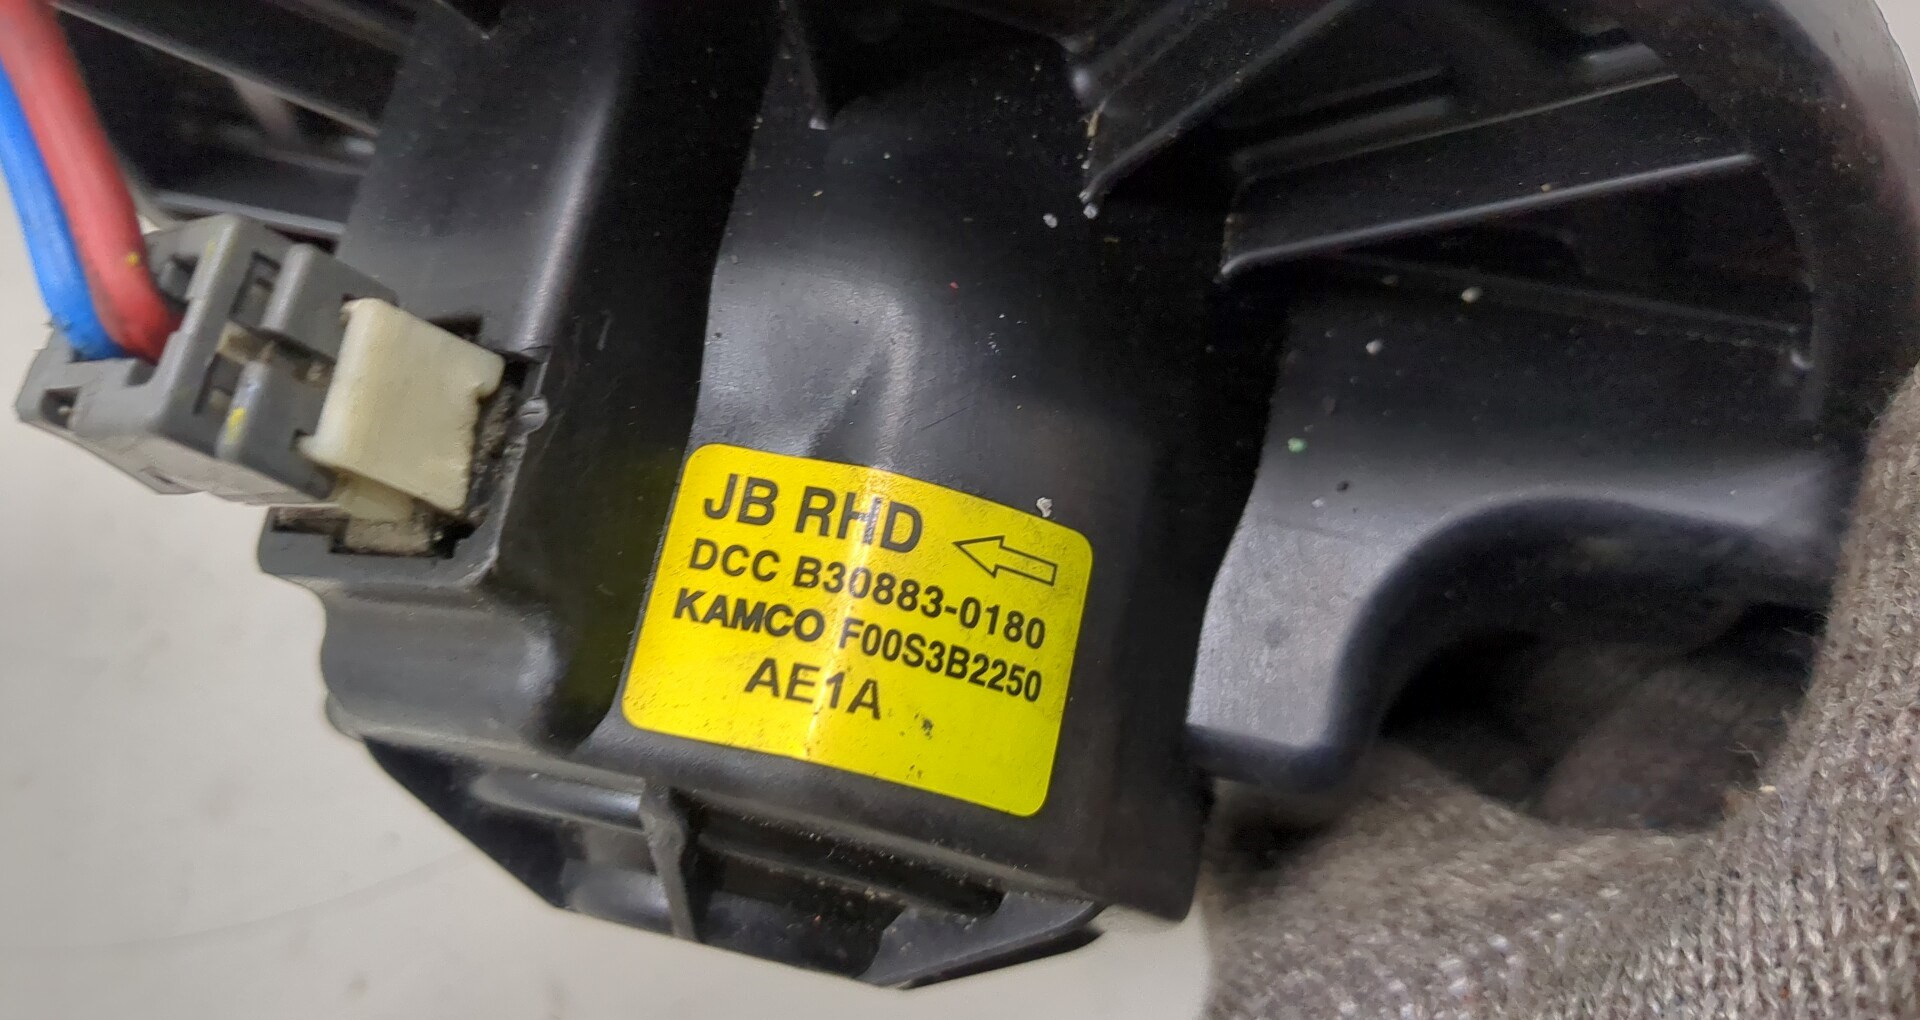 JB RHD
DCC B30883-0180
KAMCO F00S3B2250
AE1A